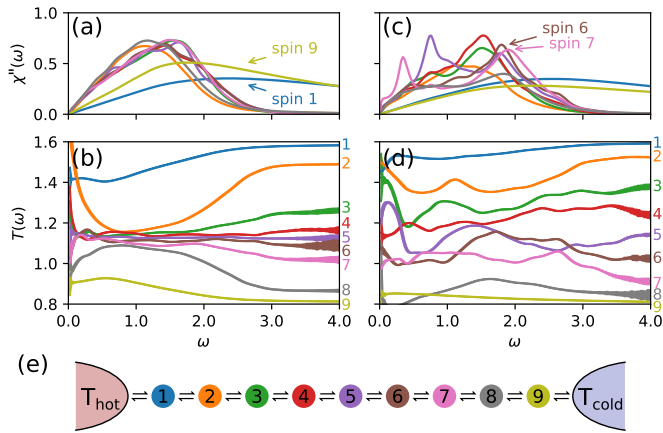 (a)
(c)
1.0
0.5
0.0
χ''(ω)
spin 9
spin 1
spin 6
spin 7
(b)
(d)
1.6
1.4
1.2
1.0
0.8
T(ω)
1
2
3
4
5
6
7
8
9
1
2
3
4
5
6
7
8
9
0.0 1.0 2.0 3.0 4.0
0.0 1.0 2.0 3.0 4.0
ω
ω
(e)
T_hot ⇌ 1 ⇌ 2 ⇌ 3 ⇌ 4 ⇌ 5 ⇌ 6 ⇌ 7 ⇌ 8 ⇌ 9 ⇌ T_cold